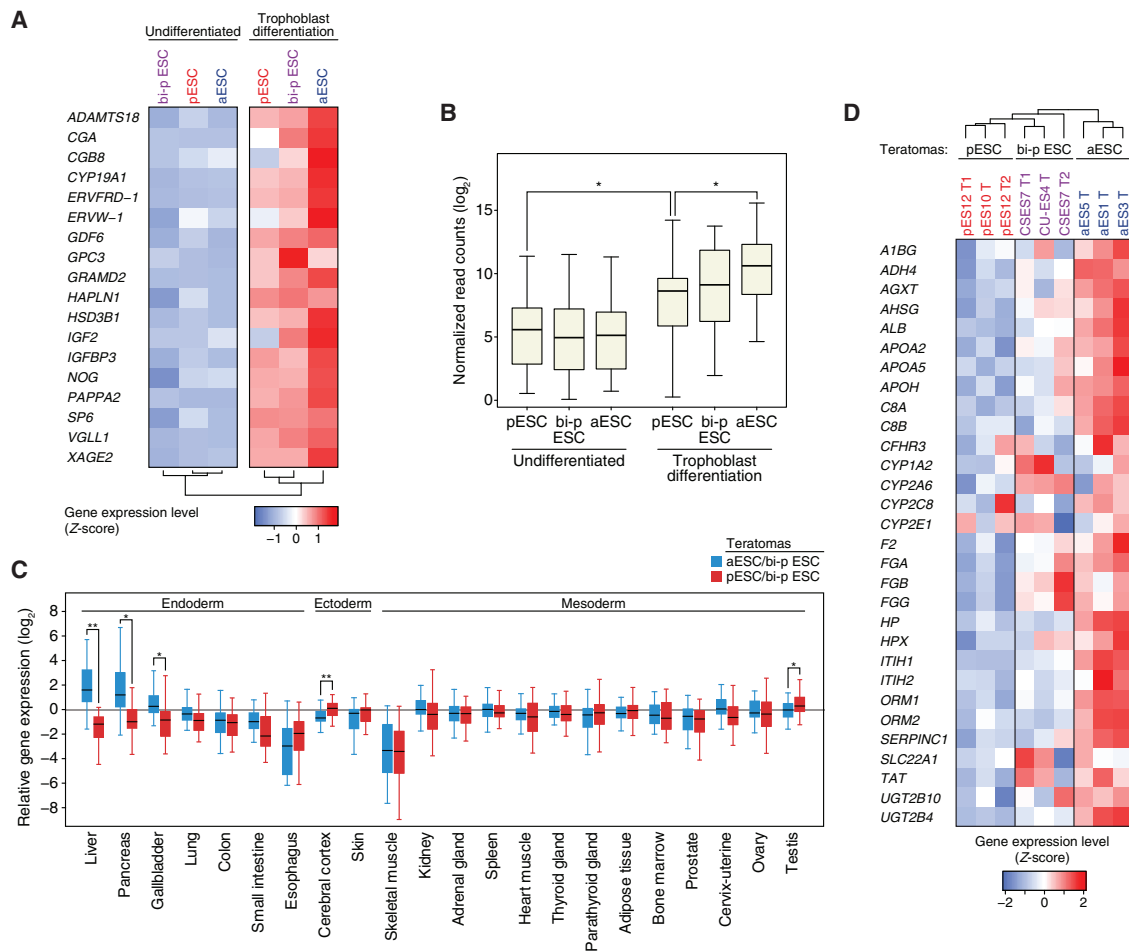 A
Undifferentiated
Trophoblast
differentiation
bi-p ESC
pESC
aESC
pESC
bi-p ESC
aESC
ADAMTS18
CGA
CGB8
CYP19A1
ERVFRD-1
ERVW-1
GDF6
GPC3
GRAMD2
HAPLN1
HSD3B1
IGF2
IGFBP3
NOG
PAPPA2
SP6
VGLL1
XAGE2
Gene expression level
(Z-score)
−1 0 1
B
Normalized read counts (log2)
15
10
5
0
* *
pESC bi-p ESC aESC pESC bi-p ESC aESC
Undifferentiated
Trophoblast
differentiation
C
Teratomas
aESC/bi-p ESC
pESC/bi-p ESC
Relative gene expression (log2)
Endoderm Ectoderm Mesoderm
8
6
4
2
0
−2
−4
−6
−8
** * * ** *
Liver
Pancreas
Gallbladder
Lung
Colon
Small intestine
Esophagus
Cerebral cortex
Skin
Skeletal muscle
Kidney
Adrenal gland
Spleen
Heart muscle
Thyroid gland
Parathyroid gland
Adipose tissue
Bone marrow
Prostate
Cervix-uterine
Ovary
Testis
D
Teratomas: pESC bi-p ESC aESC
pES12 T1
pES10 T
pES12 T2
CSES7 T1
CU-ES4 T
CSES7 T2
aES5 T
aES1 T
aES3 T
A1BG
ADH4
AGXT
AHSG
ALB
APOA2
APOA5
APOH
C8A
C8B
CFHR3
CYP1A2
CYP2A6
CYP2C8
CYP2E1
F2
FGA
FGB
FGG
HP
HPX
ITIH1
ITIH2
ORM1
ORM2
SERPINC1
SLC22A1
TAT
UGT2B10
UGT2B4
Gene expression level
(Z-score)
−2 0 2